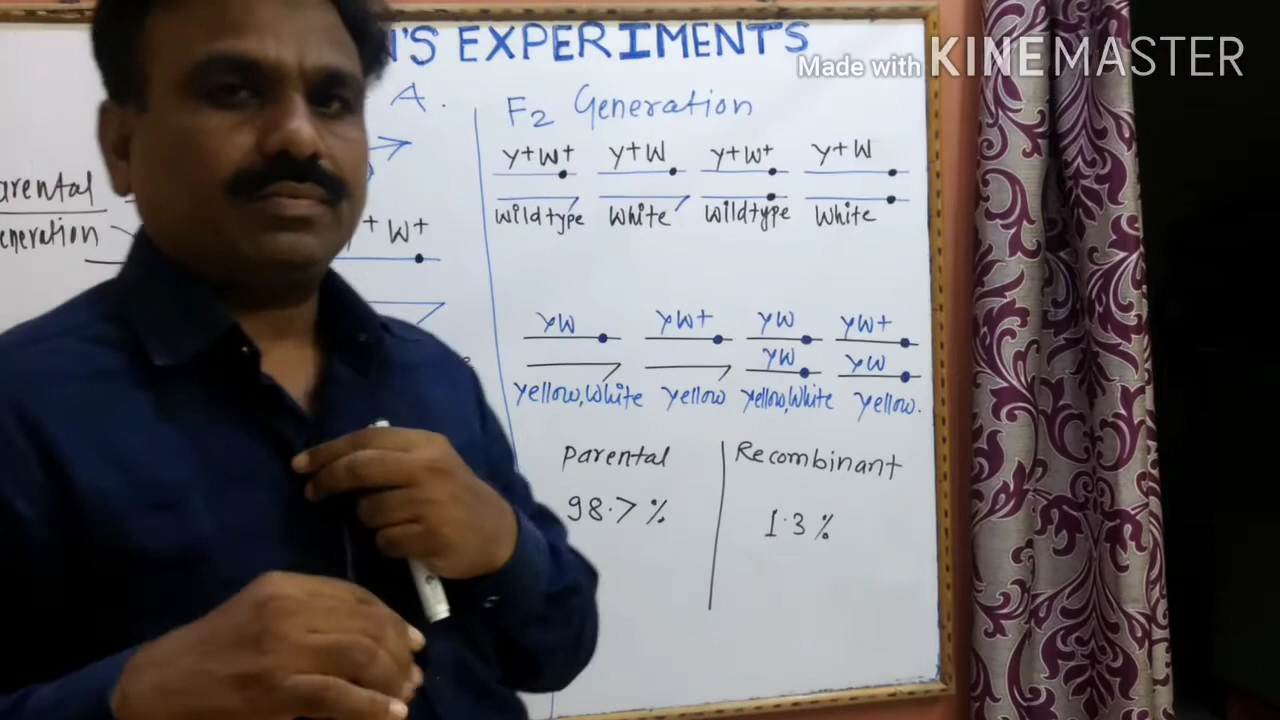 N'S EXPERIMENTS
Made with KINEMASTER
A.
F2 Generation
y+w+ y+w y+w+ y+w
wildtype white wildtype white
arental
eneration
+ w+
yw yw+ yw yw+
yw yw
yellow, white yellow yellow, white yellow.
Parental Recombinant
98.7% 1.3%